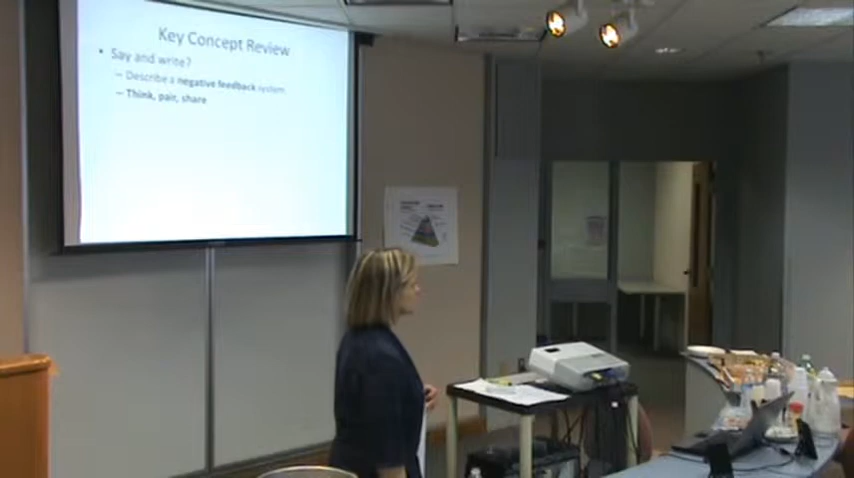 Key Concept Review
• Say and write?
– Describe a negative feedback system
– Think, pair, share